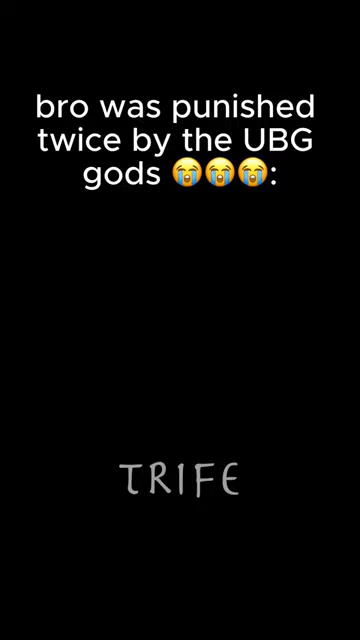 bro was punished
twice by the UBG
gods 😭😭😭:
TRIFE